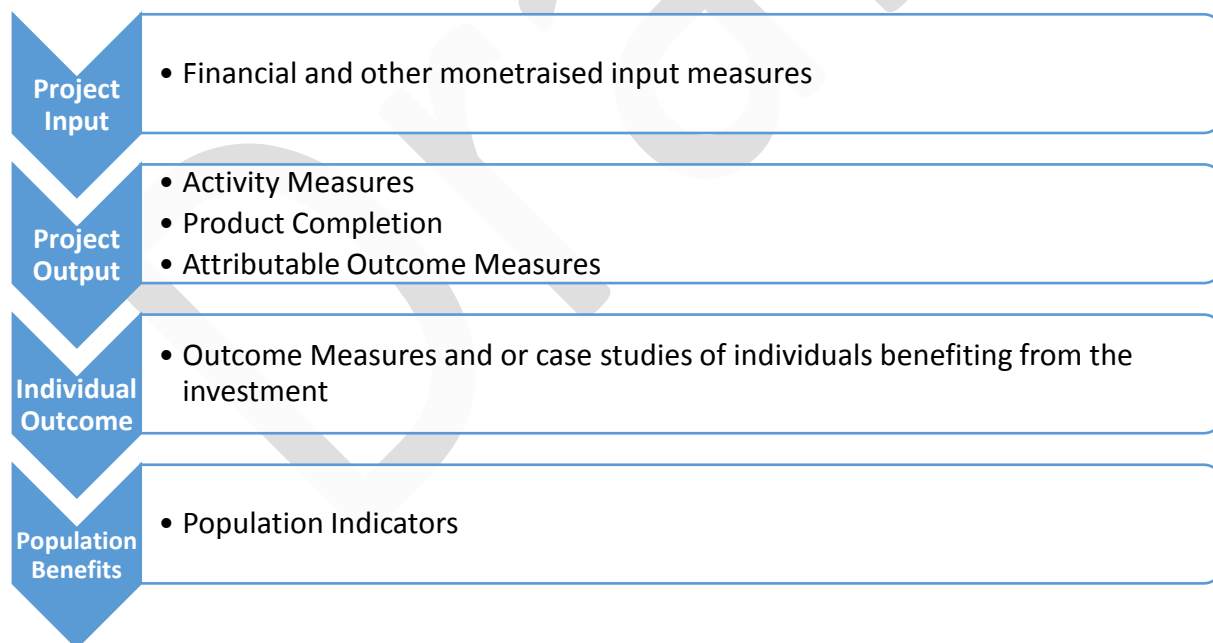 Project
Input
• Financial and other monetraised input measures
Project
Output
• Activity Measures
• Product Completion
• Attributable Outcome Measures
Individual
Outcome
• Outcome Measures and or case studies of individuals benefiting from the
investment
Population
Benefits
• Population Indicators